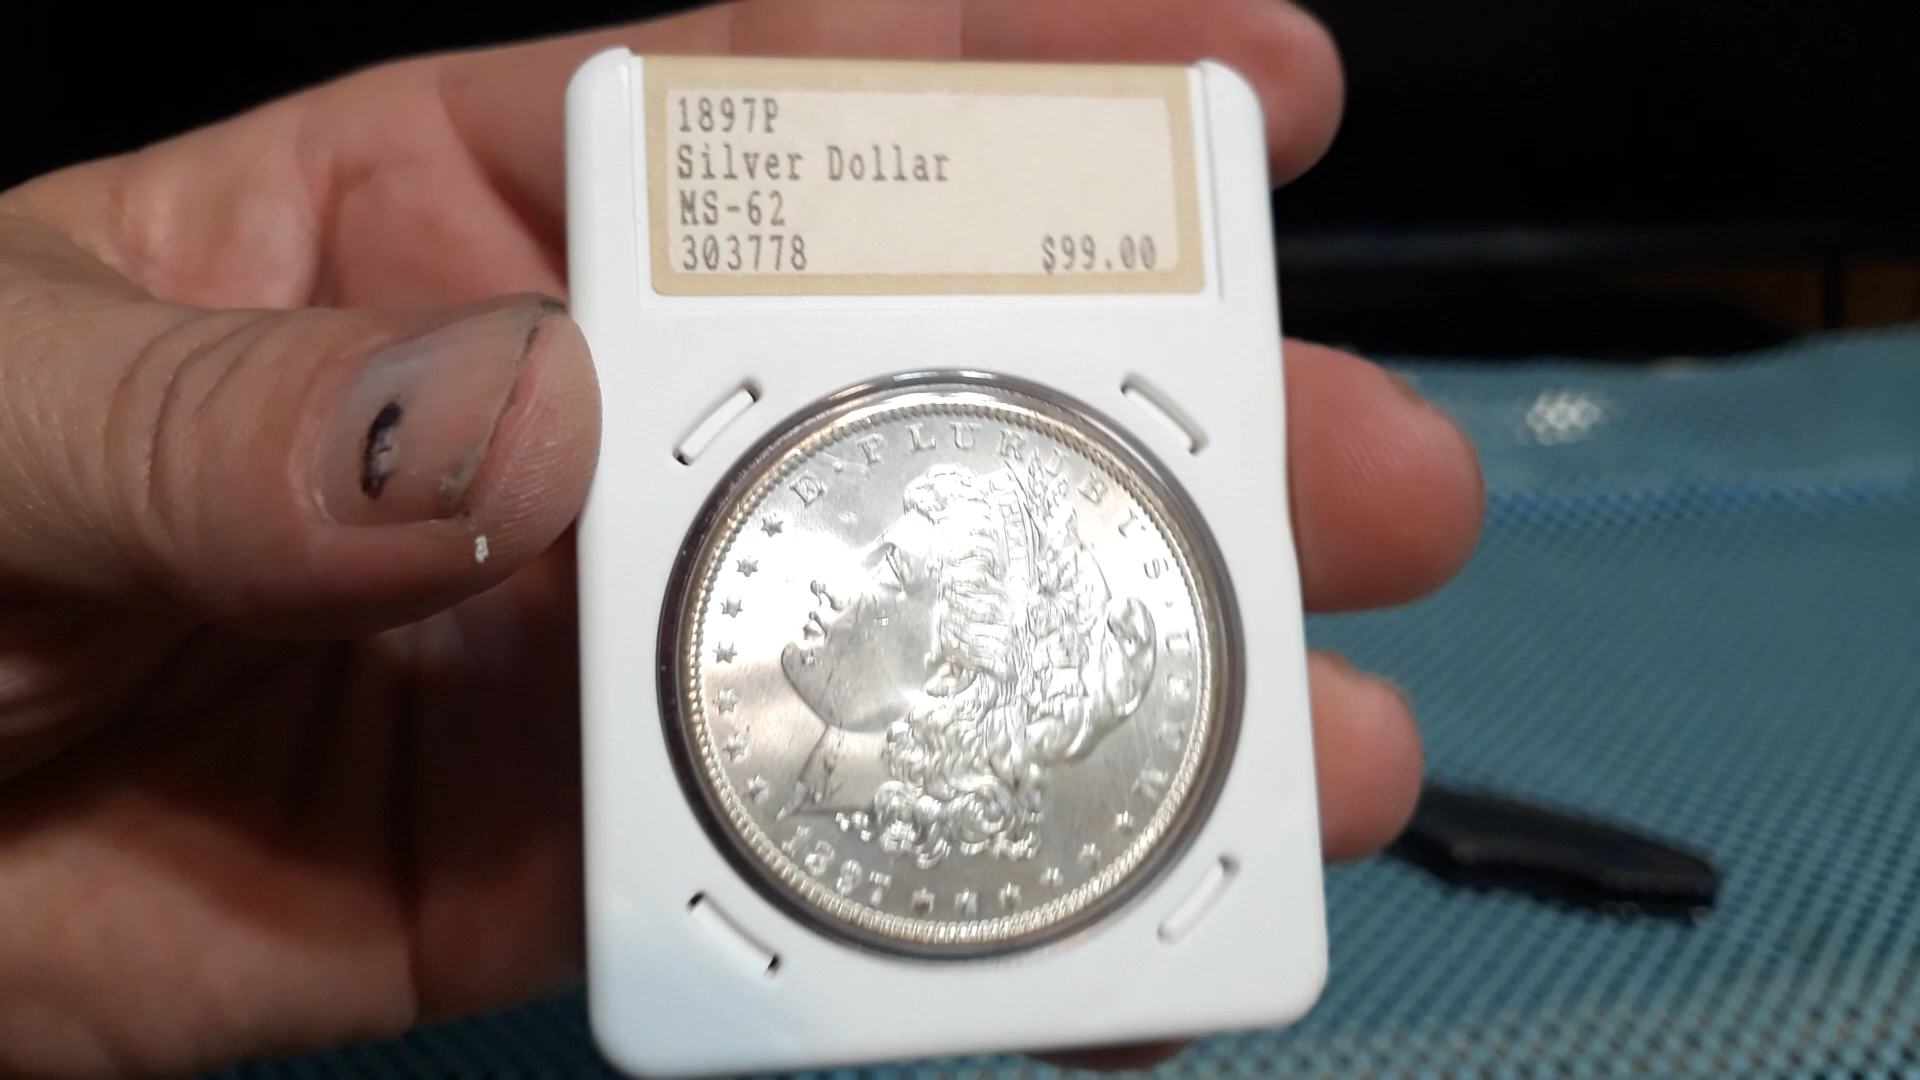 1897P
Silver Dollar
MS-62
303778 $99.00
E·PLURIBUS·UNUM
1897